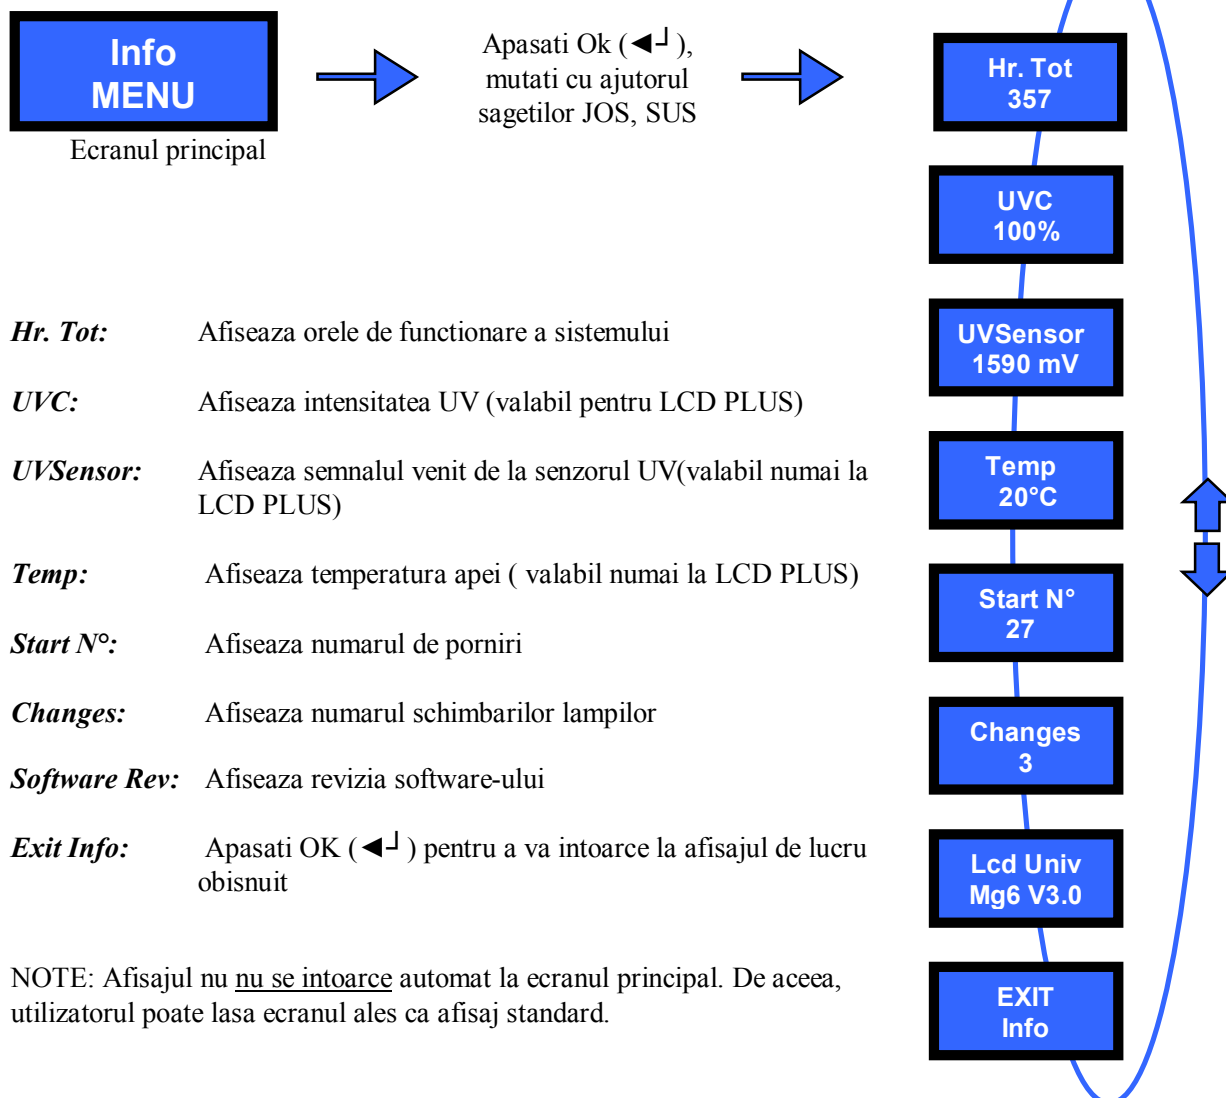 Info
MENU
Ecranul principal
Apasati Ok (◄┘),
mutati cu ajutorul
sagetilor JOS, SUS
Hr. Tot
357
UVC
100%
UVSensor
1590 mV
Temp
20°C
Start N°
27
Changes
3
Lcd Univ
Mg6 V3.0
EXIT
Info
Hr. Tot: Afiseaza orele de functionare a sistemului
UVC: Afiseaza intensitatea UV (valabil pentru LCD PLUS)
UVSensor: Afiseaza semnalul venit de la senzorul UV(valabil numai la
LCD PLUS)
Temp: Afiseaza temperatura apei ( valabil numai la LCD PLUS)
Start N°: Afiseaza numarul de porniri
Changes: Afiseaza numarul schimbarilor lampilor
Software Rev: Afiseaza revizia software-ului
Exit Info: Apasati OK (◄┘) pentru a va intoarce la afisajul de lucru
obisnuit
NOTE: Afisajul nu nu se intoarce automat la ecranul principal. De aceea,
utilizatorul poate lasa ecranul ales ca afisaj standard.